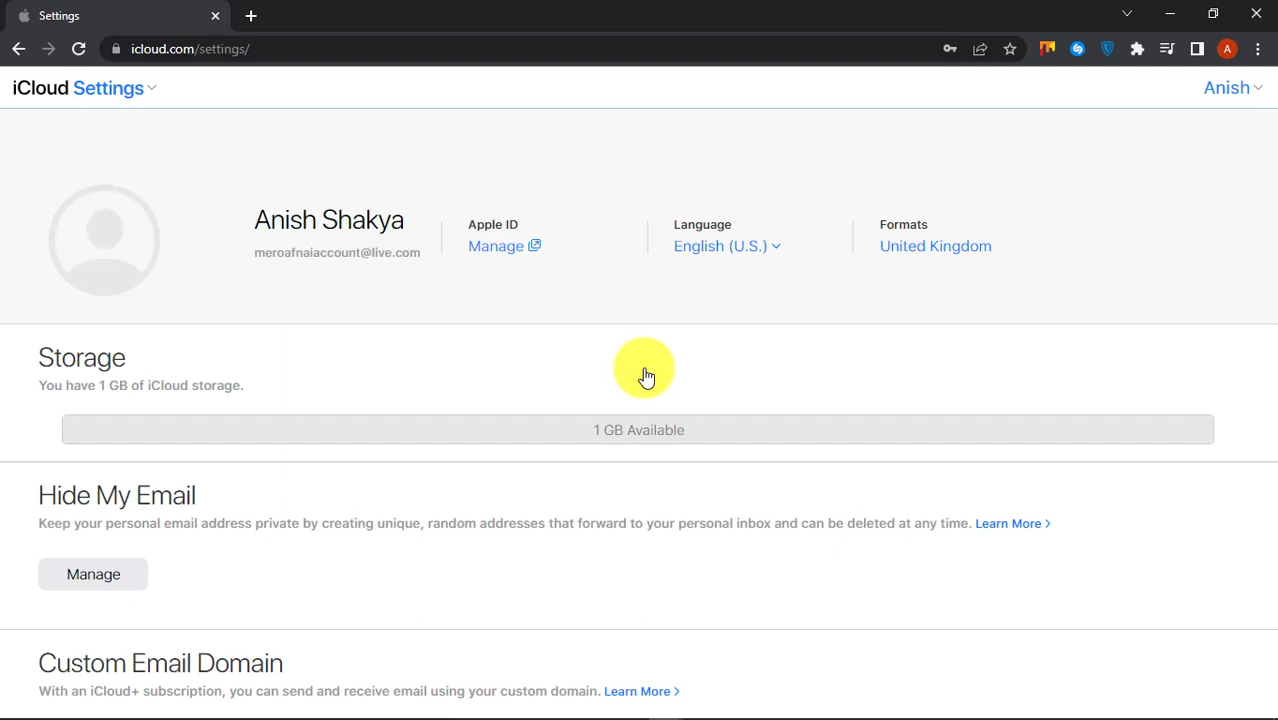 Settings
icloud.com/settings/
A
iCloud Settings
Anish
Anish Shakya
meroafnaiaccount@live.com
Apple ID
Manage
Language
English (U.S.)
Formats
United Kingdom
Storage
You have 1 GB of iCloud storage.
1 GB Available
Hide My Email
Keep your personal email address private by creating unique, random addresses that forward to your personal inbox and can be deleted at any time. Learn More >
Manage
Custom Email Domain
With an iCloud+ subscription, you can send and receive email using your custom domain. Learn More >